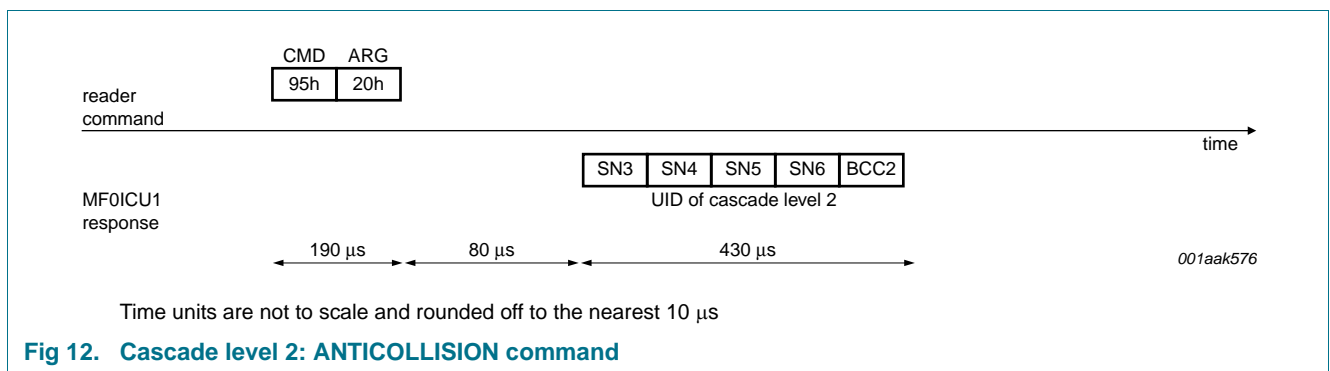 CMD ARG
95h 20h
reader
command
time
SN3 SN4 SN5 SN6 BCC2
MF0ICU1
response
UID of cascade level 2
190 μs 80 μs 430 μs
001aak576
Time units are not to scale and rounded off to the nearest 10 μs
Fig 12. Cascade level 2: ANTICOLLISION command